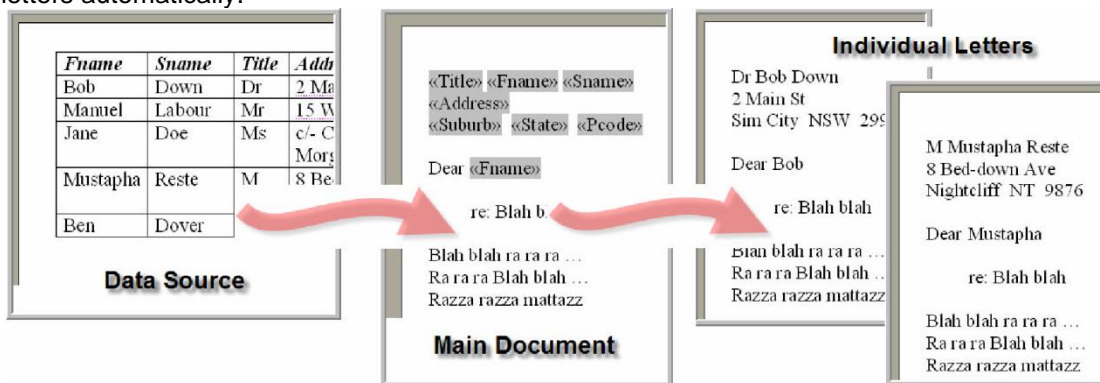 letters automatically.
Fname Sname Title Addr
Bob Down Dr 2 Ma
Manuel Labour Mr 15 W
Jane Doe Ms c/- C
Morg
Mustapha Reste M 8 Be
Ben Dover
Data Source
«Title» «Fname» «Sname»
«Address»
«Suburb» «State» «Pcode»
Dear «Fname»
re: Blah b
Blah blah ra ra ra …
Ra ra ra Blah blah …
Razza razza mattazz
Main Document
Individual Letters
Dr Bob Down
2 Main St
Sim City NSW 299
Dear Bob
re: Blah blah
Blah blah ra ra ra …
Ra ra ra Blah blah …
Razza razza mattazz
M Mustapha Reste
8 Bed-down Ave
Nightcliff NT 9876
Dear Mustapha
re: Blah blah
Blah blah ra ra ra …
Ra ra ra Blah blah …
Razza razza mattazz